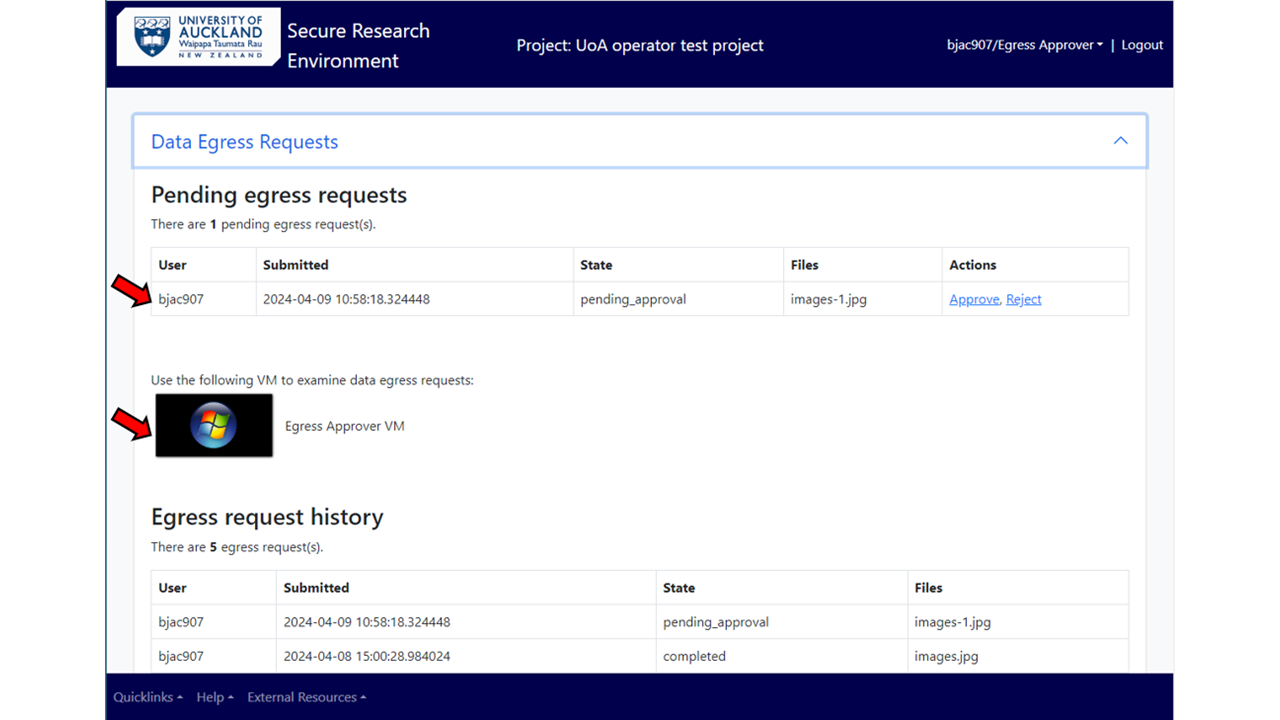 UNIVERSITY OF
AUCKLAND
Waipapa Taumata Rau
NEW ZEALAND
Secure Research
Environment
Project: UoA operator test project
bjac907/Egress Approver | Logout
Data Egress Requests
Pending egress requests
There are 1 pending egress request(s).
User Submitted State Files Actions
bjac907 2024-04-09 10:58:18.324448 pending_approval images-1.jpg Approve, Reject
Use the following VM to examine data egress requests:
Egress Approver VM
Egress request history
There are 5 egress request(s).
User Submitted State Files
bjac907 2024-04-09 10:58:18.324448 pending_approval images-1.jpg
bjac907 2024-04-08 15:00:28.984024 completed images.jpg
Quicklinks Help External Resources